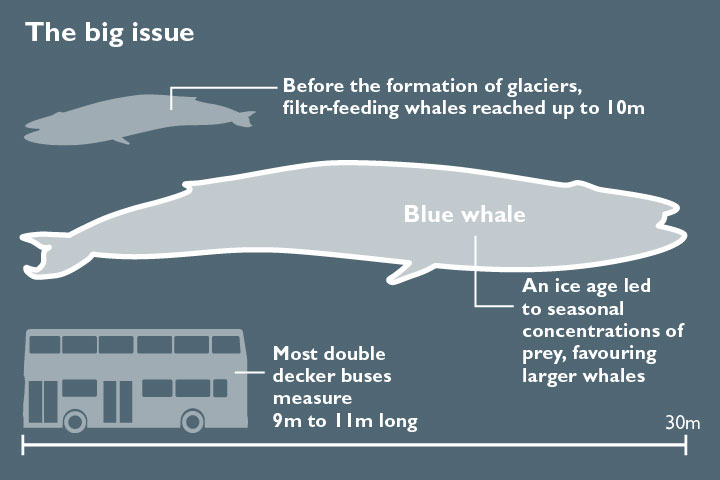 The big issue
Before the formation of glaciers,
filter-feeding whales reached up to 10m
Blue whale
An ice age led
to seasonal
concentrations of
prey, favouring
larger whales
Most double
decker buses
measure
9m to 11m long
30m